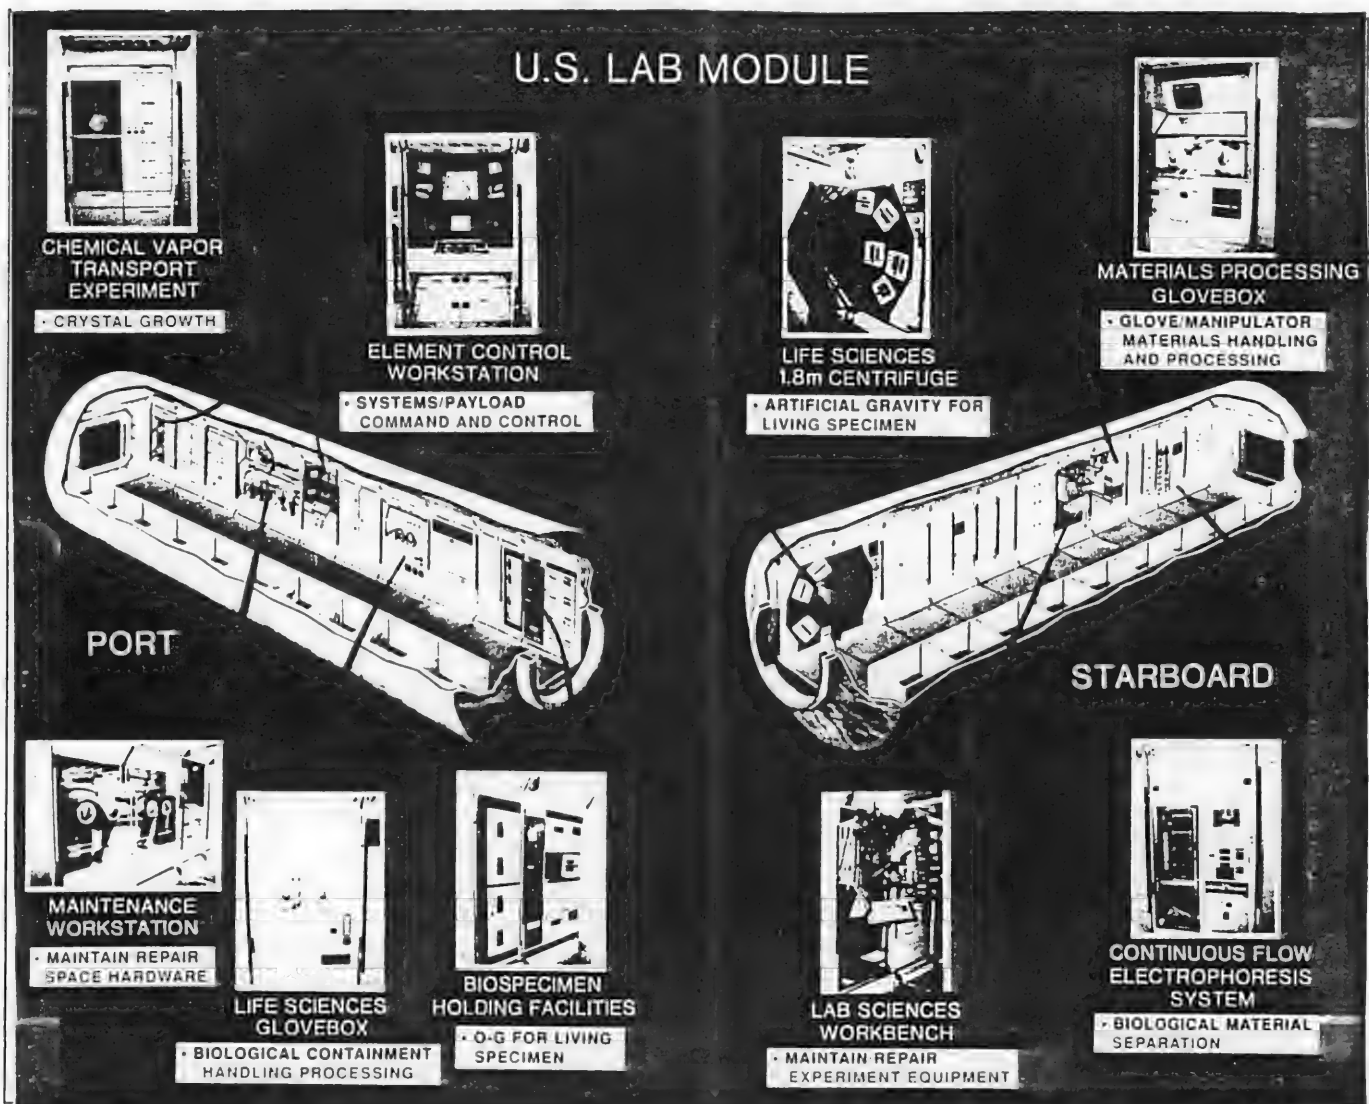 U.S. LAB MODULE
CHEMICAL VAPOR
TRANSPORT
EXPERIMENT
· CRYSTAL GROWTH
ELEMENT CONTROL
WORKSTATION
· SYSTEMS/PAYLOAD
COMMAND AND CONTROL
LIFE SCIENCES
1.8m CENTRIFUGE
· ARTIFICIAL GRAVITY FOR
LIVING SPECIMEN
MATERIALS PROCESSING
GLOVEBOX
· GLOVE/MANIPULATOR
MATERIALS HANDLING
AND PROCESSING
PORT
STARBOARD
MAINTENANCE
WORKSTATION
· MAINTAIN REPAIR
SPACE HARDWARE
LIFE SCIENCES
GLOVEBOX
· BIOLOGICAL CONTAINMENT
HANDLING PROCESSING
BIOSPECIMEN
HOLDING FACILITIES
· O-G FOR LIVING
SPECIMEN
LAB SCIENCES
WORKBENCH
· MAINTAIN REPAIR
EXPERIMENT EQUIPMENT
CONTINUOUS FLOW
ELECTROPHORESIS
SYSTEM
· BIOLOGICAL MATERIAL
SEPARATION